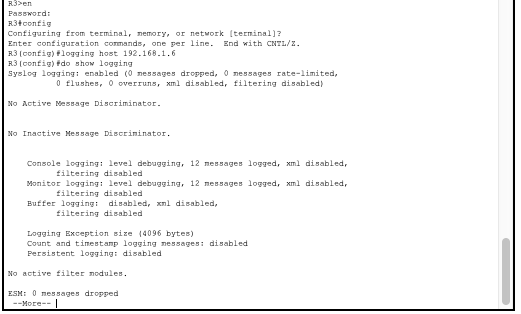 R3>en
Password:
R3#config
Configuring from terminal, memory, or network [terminal]?
Enter configuration commands, one per line.  End with CNTL/Z.
R3(config)#logging host 192.168.1.6
R3(config)#do show logging
Syslog logging: enabled (0 messages dropped, 0 messages rate-limited,
          0 flushes, 0 overruns, xml disabled, filtering disabled)

No Active Message Discriminator.


No Inactive Message Discriminator.


    Console logging: level debugging, 12 messages logged, xml disabled,
          filtering disabled
    Monitor logging: level debugging, 12 messages logged, xml disabled,
          filtering disabled
    Buffer logging:  disabled, xml disabled,
          filtering disabled

    Logging Exception size (4096 bytes)
    Count and timestamp logging messages: disabled
    Persistent logging: disabled

No active filter modules.

ESM: 0 messages dropped
 --More--